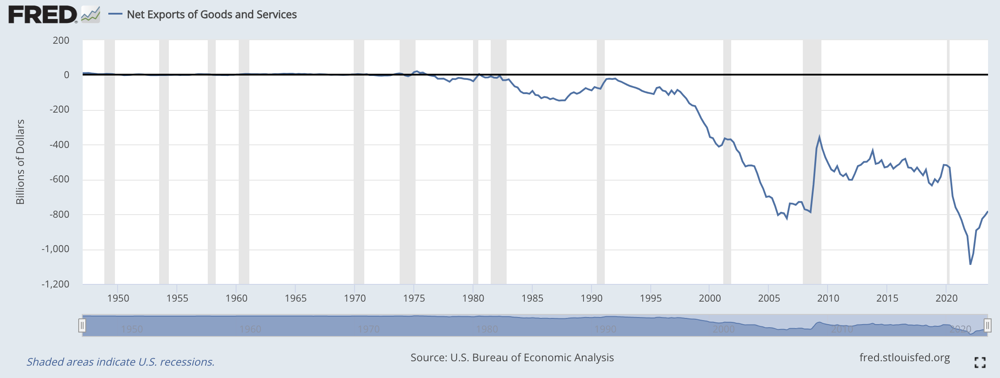 FRED® Net Exports of Goods and Services
200
0
-200
-400
-600
-800
-1,000
-1,200
Billions of Dollars
1950 1955 1960 1965 1970 1975 1980 1985 1990 1995 2000 2005 2010 2015 2020
1950 1960 1970 1980 1990 2000 2010 2020
Shaded areas indicate U.S. recessions.
Source: U.S. Bureau of Economic Analysis
fred.stlouisfed.org